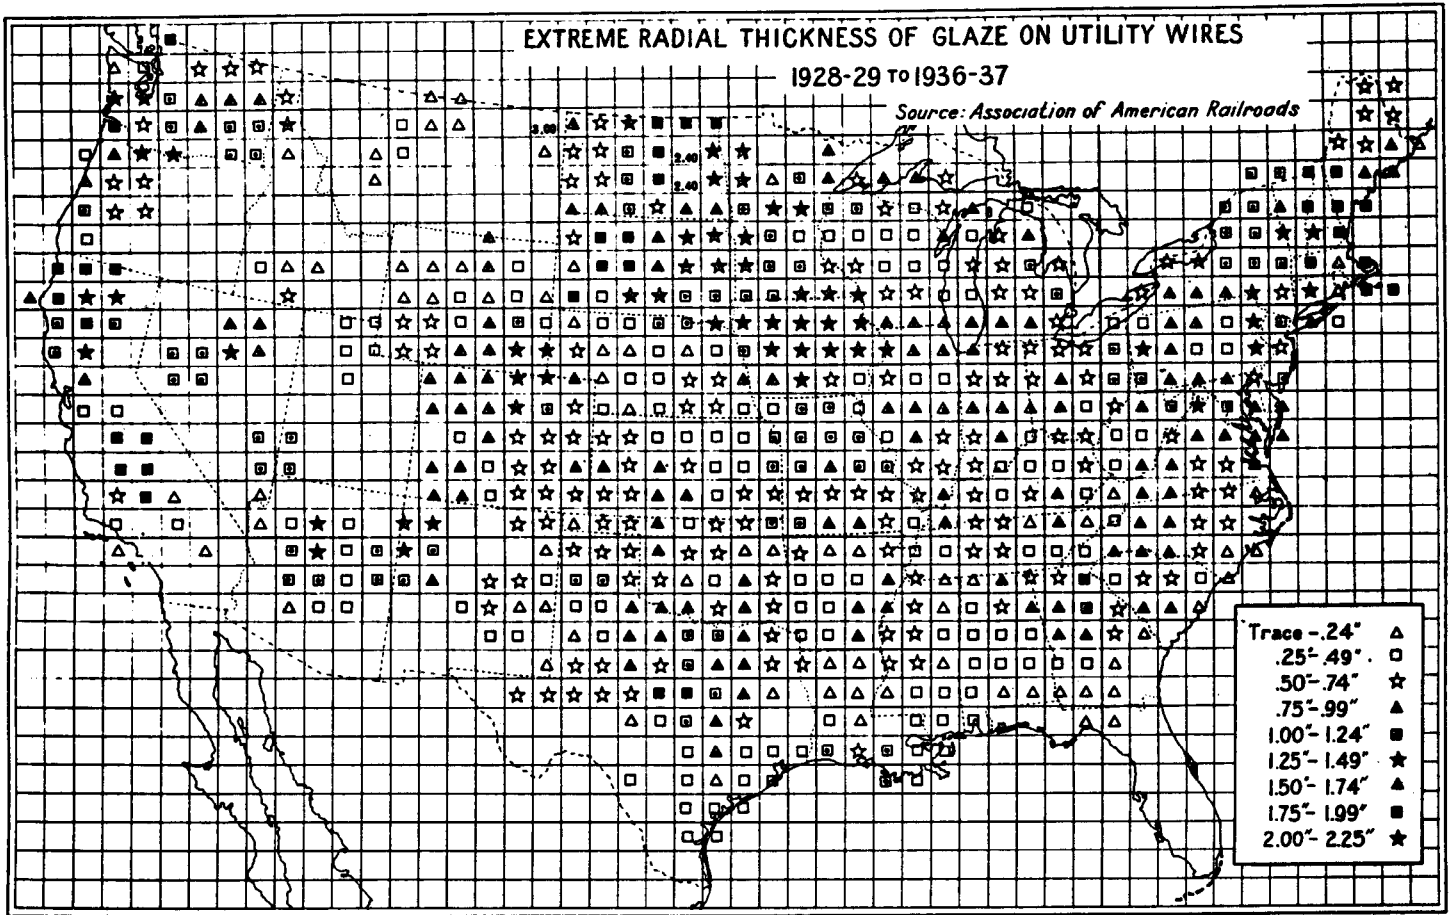 EXTREME RADIAL THICKNESS OF GLAZE ON UTILITY WIRES
1928-29 TO 1936-37
Source: Association of American Railroads
3.00
2.40
2.40
Trace-.24"
.25"-.49"
.50"-.74"
.75"-.99"
1.00"-1.24"
1.25"-1.49"
1.50"-1.74"
1.75"-1.99"
2.00"-2.25"